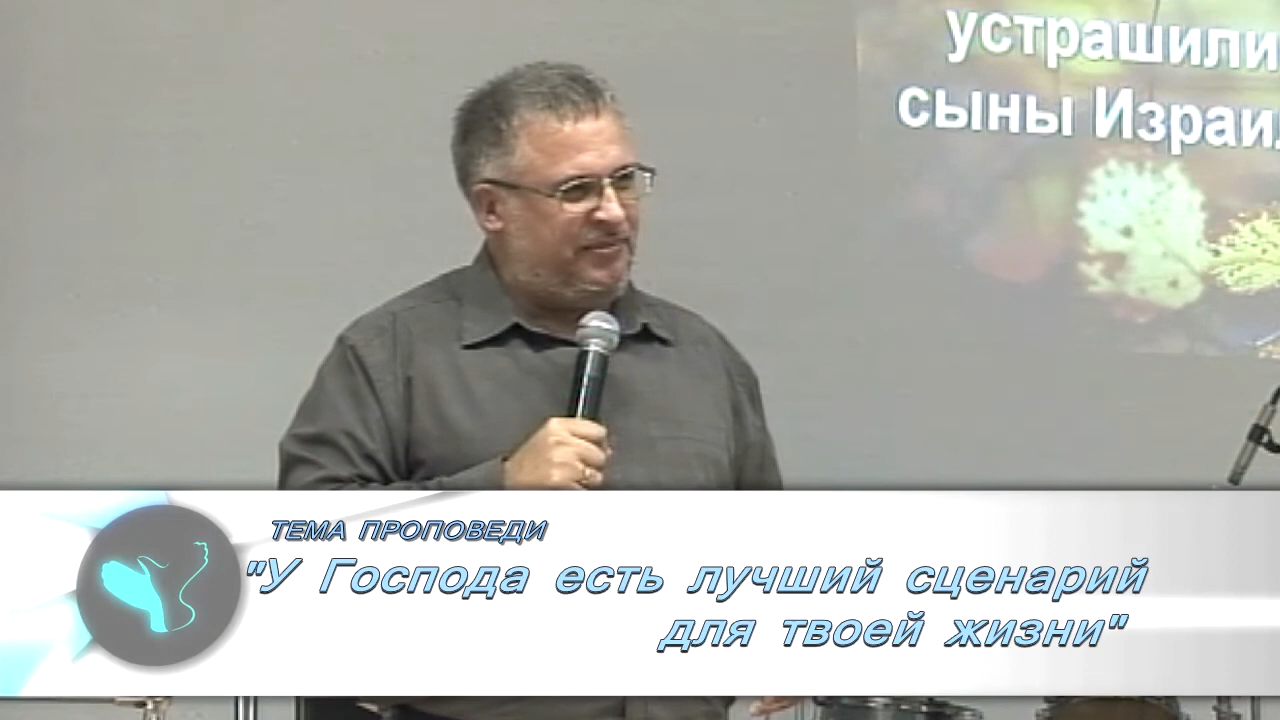 устрашили
сыны Израи
ТЕМА ПРОПОВЕДИ
"У Господа есть лучший сценарий
для твоей жизни"